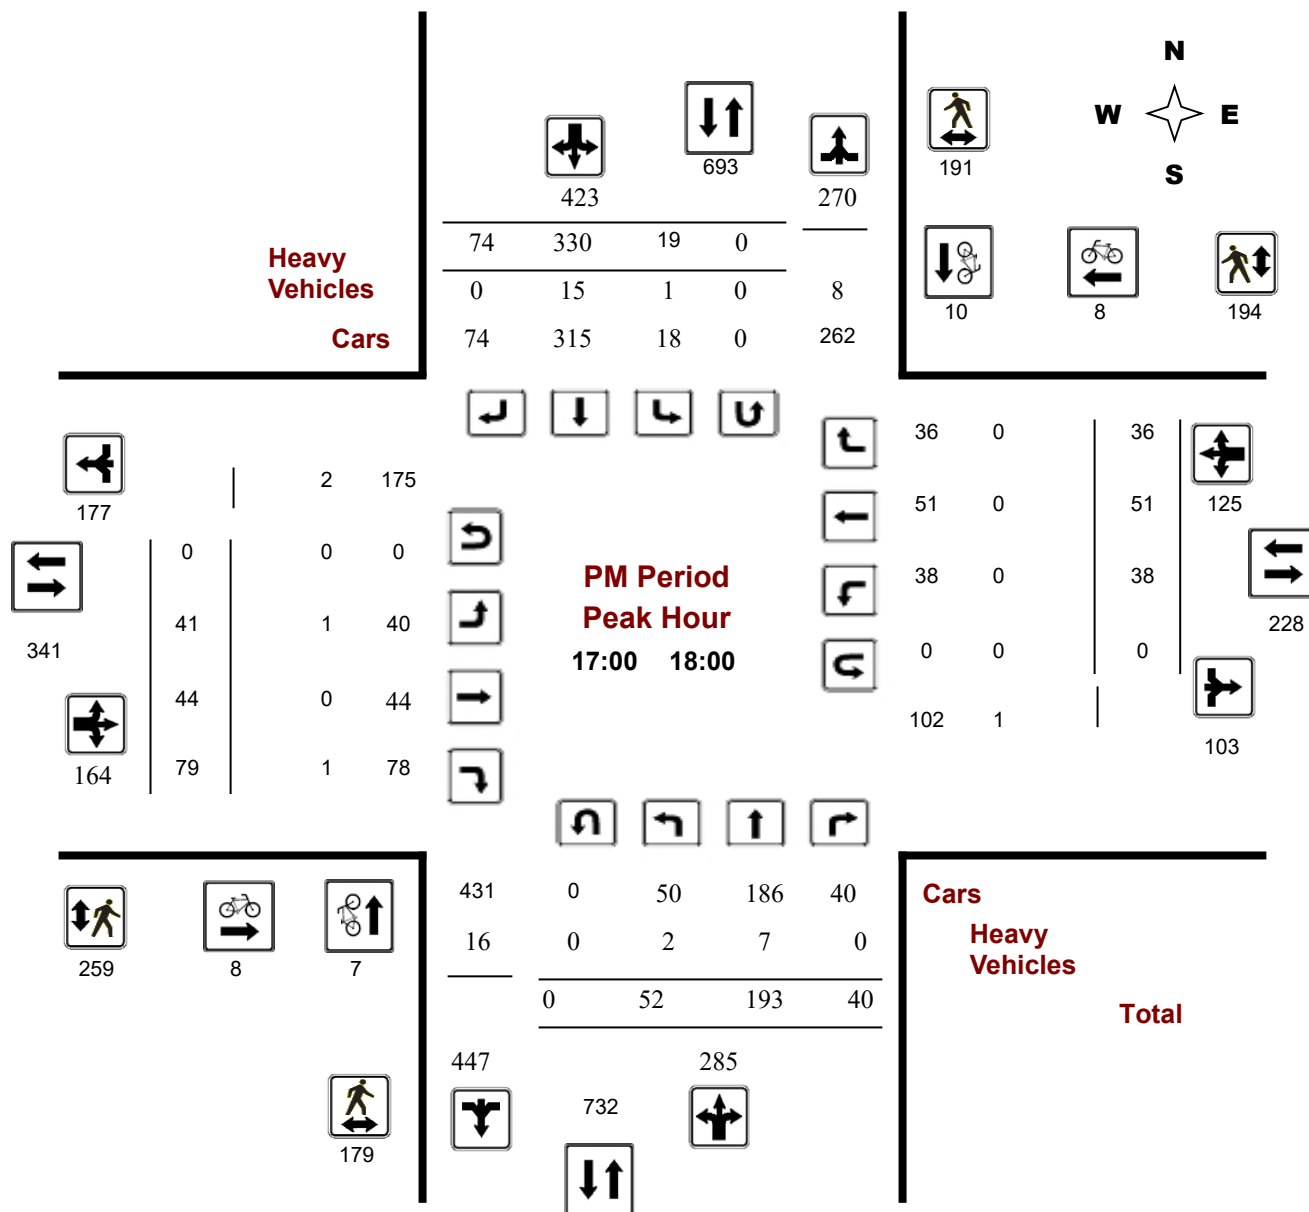 N
W E
S
693
191
423 270
74 330 19 0
Heavy
Vehicles
0 15 1 0 8
10 8 194
Cars
74 315 18 0 262
36 0 36
2 175
177
51 0 51 125
0 0 0
PM Period
Peak Hour
38 0 38
41 1 40
228
341
17:00 18:00
0 0 0
44 0 44
102 1
103
164 79 1 78
431 0 50 186 40
Cars
16 0 2 7 0
Heavy
Vehicles
259 8 7
0 52 193 40
Total
447 285
732
179